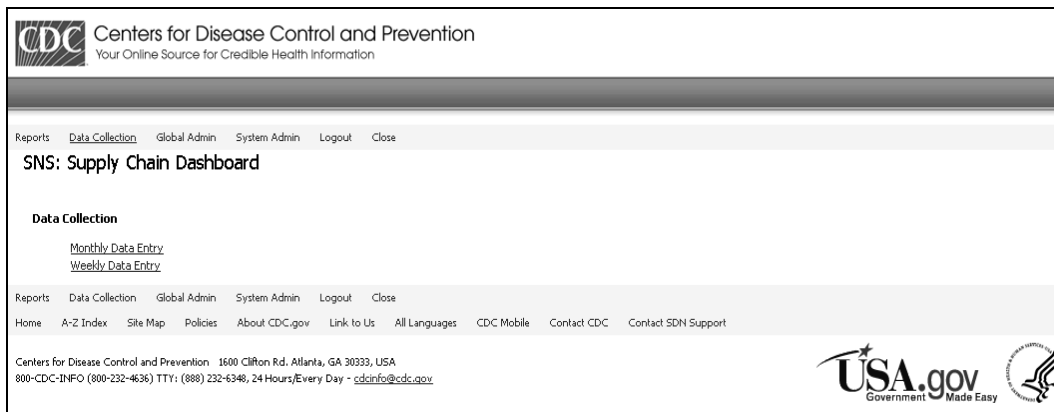 CDC Centers for Disease Control and Prevention
Your Online Source for Credible Health Information
Reports Data Collection Global Admin System Admin Logout Close
SNS: Supply Chain Dashboard
Data Collection
Monthly Data Entry
Weekly Data Entry
Reports Data Collection Global Admin System Admin Logout Close
Home A-Z Index Site Map Policies About CDC.gov Link to Us All Languages CDC Mobile Contact CDC Contact SDN Support
Centers for Disease Control and Prevention 1600 Clifton Rd. Atlanta, GA 30333, USA
800-CDC-INFO (800-232-4636) TTY: (888) 232-6348, 24 Hours/Every Day - cdcinfo@cdc.gov
USA.gov
Government Made Easy